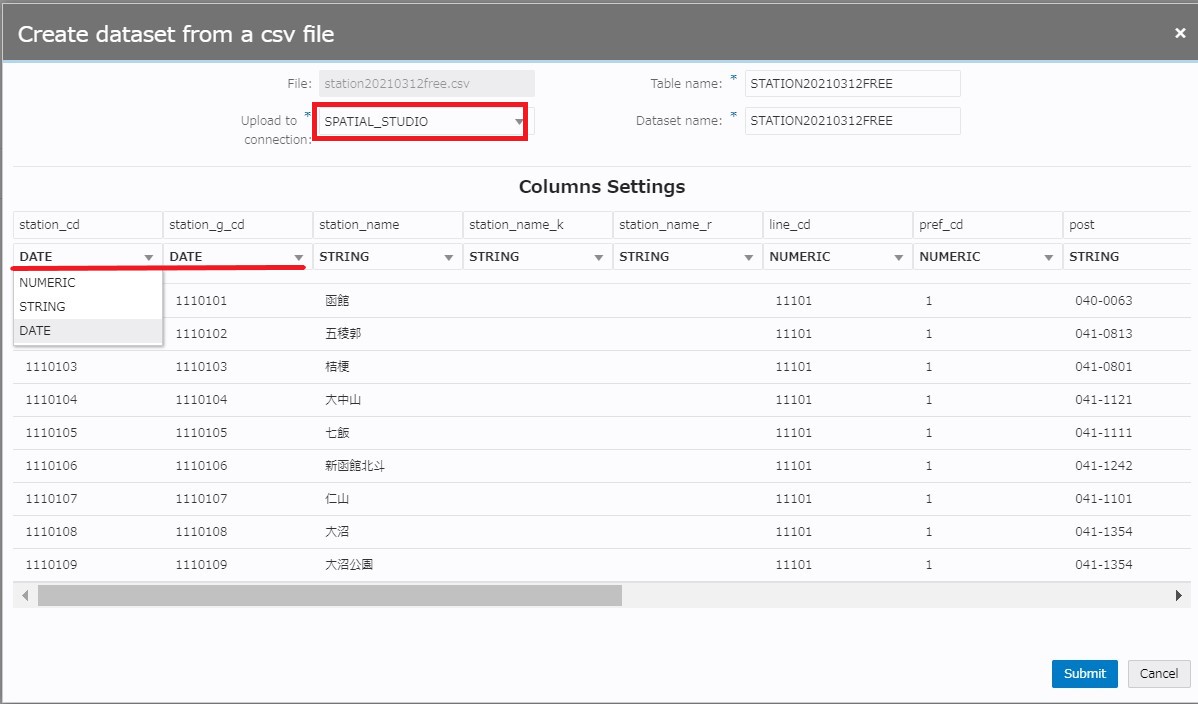 Create dataset from a csv file ×
File: station20210312free.csv Table name: * STATION20210312FREE
Upload to connection: * SPATIAL_STUDIO Dataset name: * STATION20210312FREE
Columns Settings
station_cd station_g_cd station_name station_name_k station_name_r line_cd pref_cd post
DATE DATE STRING STRING STRING NUMERIC NUMERIC STRING
NUMERIC
STRING
DATE
1110101 函館 11101 1 040-0063
1110102 五稜郭 11101 1 041-0813
1110103 1110103 桔梗 11101 1 041-0801
1110104 1110104 大中山 11101 1 041-1121
1110105 1110105 七飯 11101 1 041-1111
1110106 1110106 新函館北斗 11101 1 041-1242
1110107 1110107 仁山 11101 1 041-1101
1110108 1110108 大沼 11101 1 041-1354
1110109 1110109 大沼公園 11101 1 041-1354
Submit Cancel